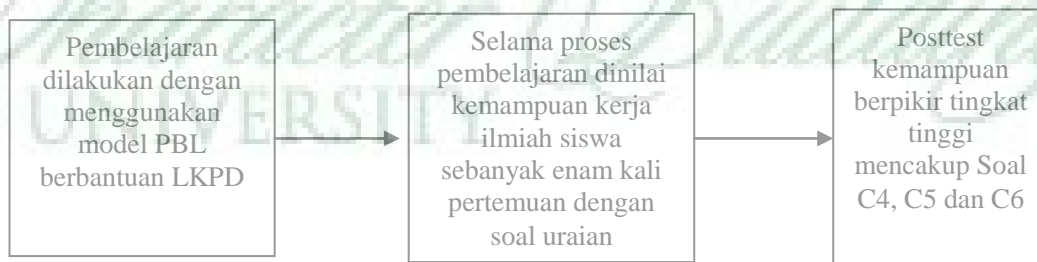 Pembelajaran
dilakukan dengan
menggunakan
model PBL
berbantuan LKPD
Selama proses
pembelajaran dinilai
kemampuan kerja
ilmiah siswa
sebanyak enam kali
pertemuan dengan
soal uraian
Posttest
kemampuan
berpikir tingkat
tinggi
mencakup Soal
C4, C5 dan C6
UNIVERSITY